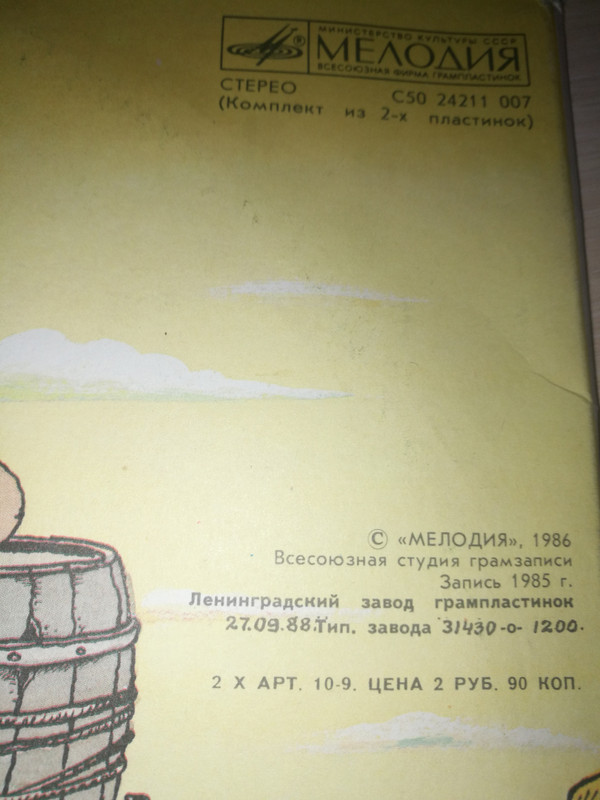 МИНИСТЕРСТВО КУЛЬТУРЫ СССР
МЕЛОДИЯ
ВСЕСОЮЗНАЯ ФИРМА ГРАМПЛАСТИНОК
СТЕРЕО С50 24211 007
(Комплект из 2-х пластинок)
© «МЕЛОДИЯ», 1986
Всесоюзная студия грамзаписи
Запись 1985 г.
Ленинградский завод грампластинок
27.09.88. Тип. завода 31430-о-1200.
2 Х АРТ. 10-9. ЦЕНА 2 РУБ. 90 КОП.